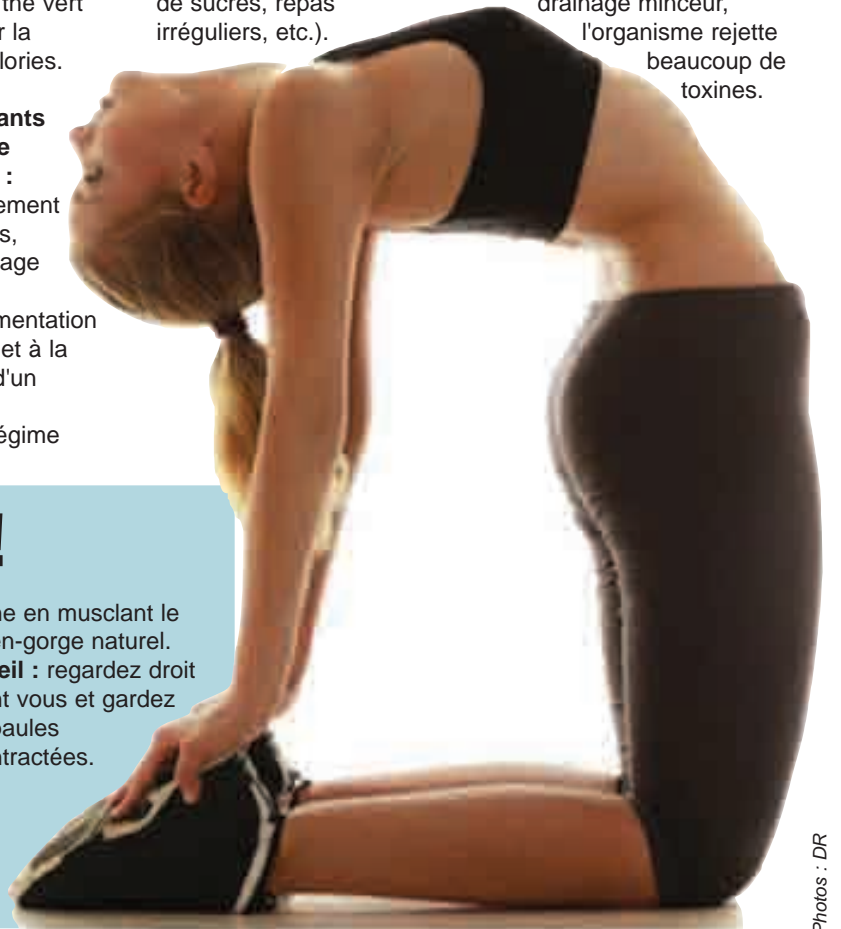 thé vert
r la
lories.
ants
e
:
ement
s,
age
mentation
et à la
d'un
égime
de sucres, repas
irréguliers, etc.).
drainage minceur,
l'organisme rejette
beaucoup de
toxines.
!
ne en musclant le
en-gorge naturel.
eil : regardez droit
nt vous et gardez
paules
ntractées.
Photos : DR